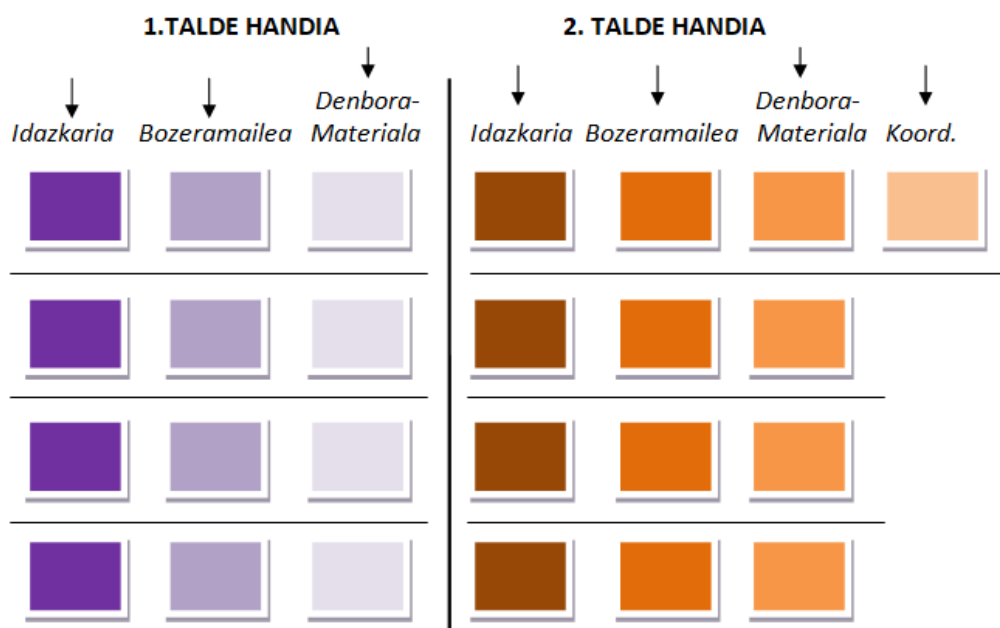 1.TALDE HANDIA
2. TALDE HANDIA
Idazkaria
Bozeramailea
Denbora-
Materiala
Idazkaria
Bozeramailea
Denbora-
Materiala
Koord.